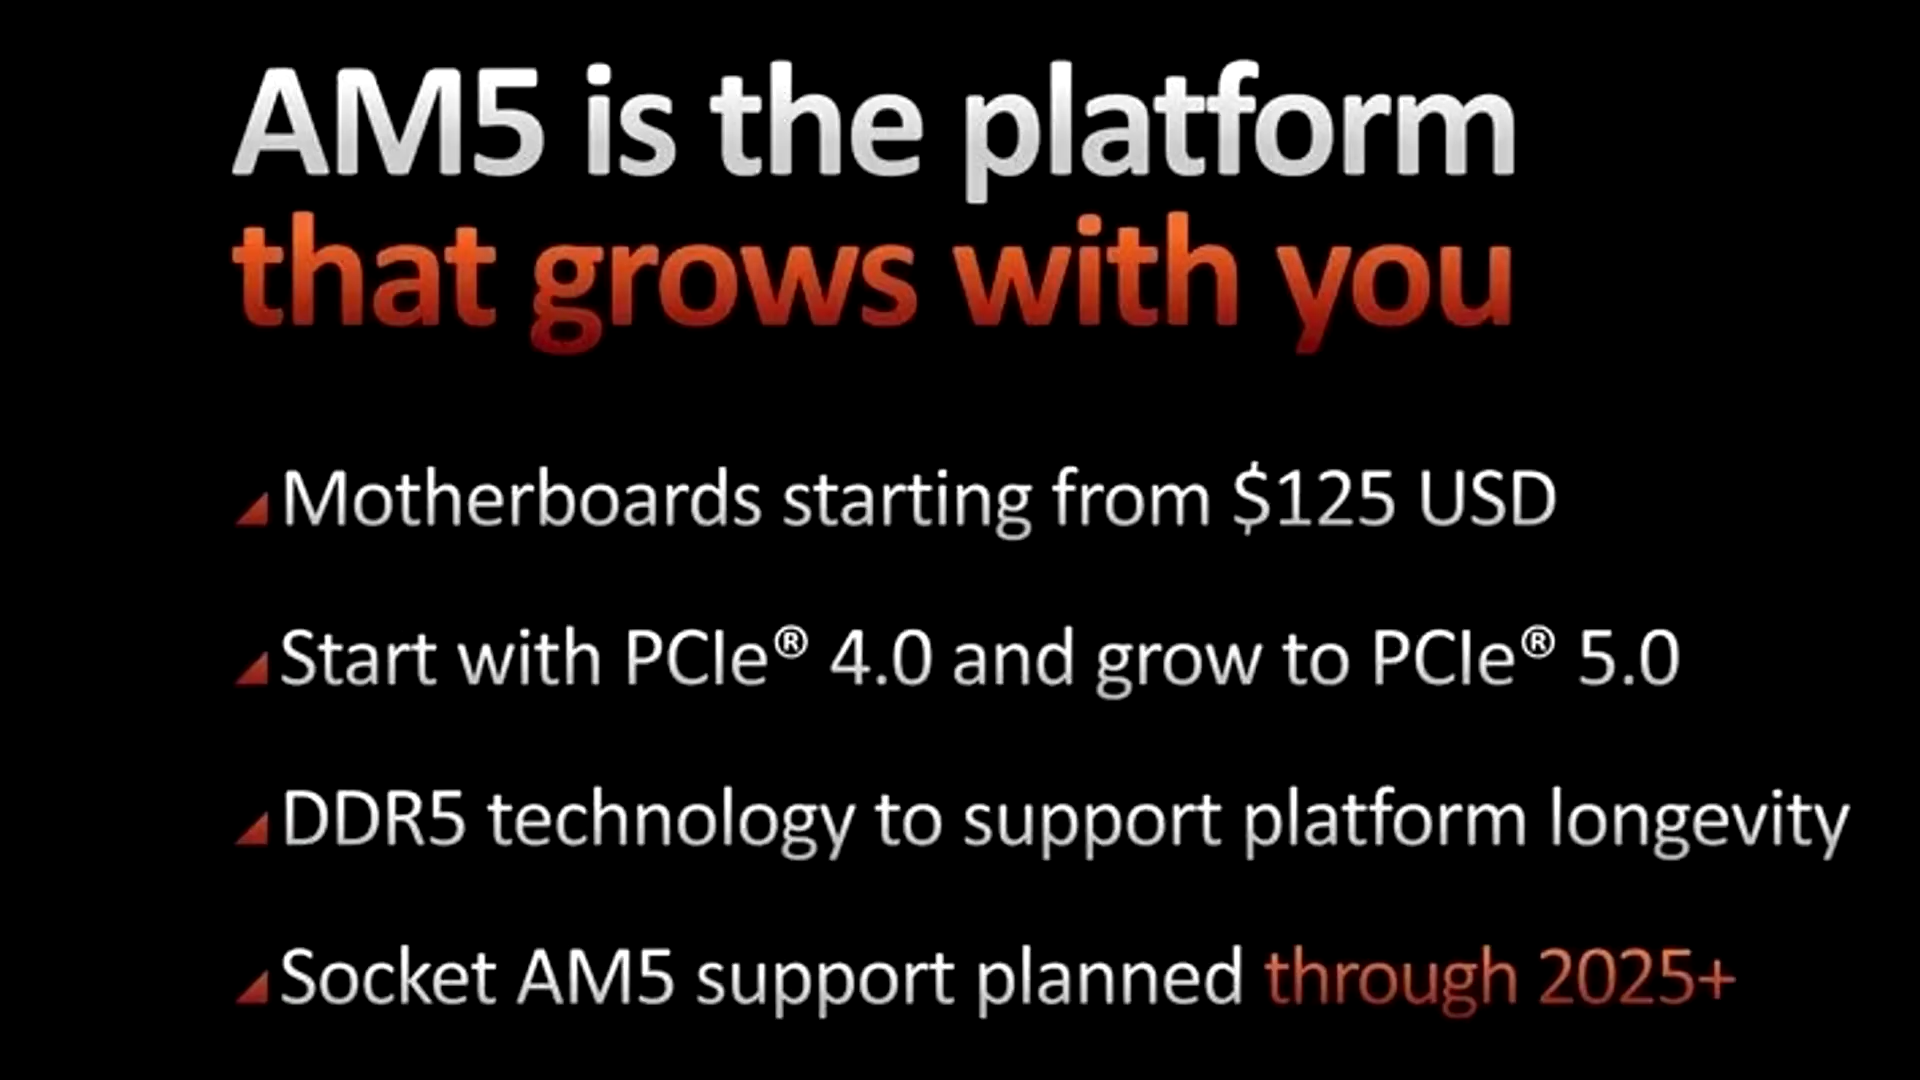 AM5 is the platform
that grows with you
Motherboards starting from $125 USD
Start with PCIe® 4.0 and grow to PCIe® 5.0
DDR5 technology to support platform longevity
Socket AM5 support planned through 2025+